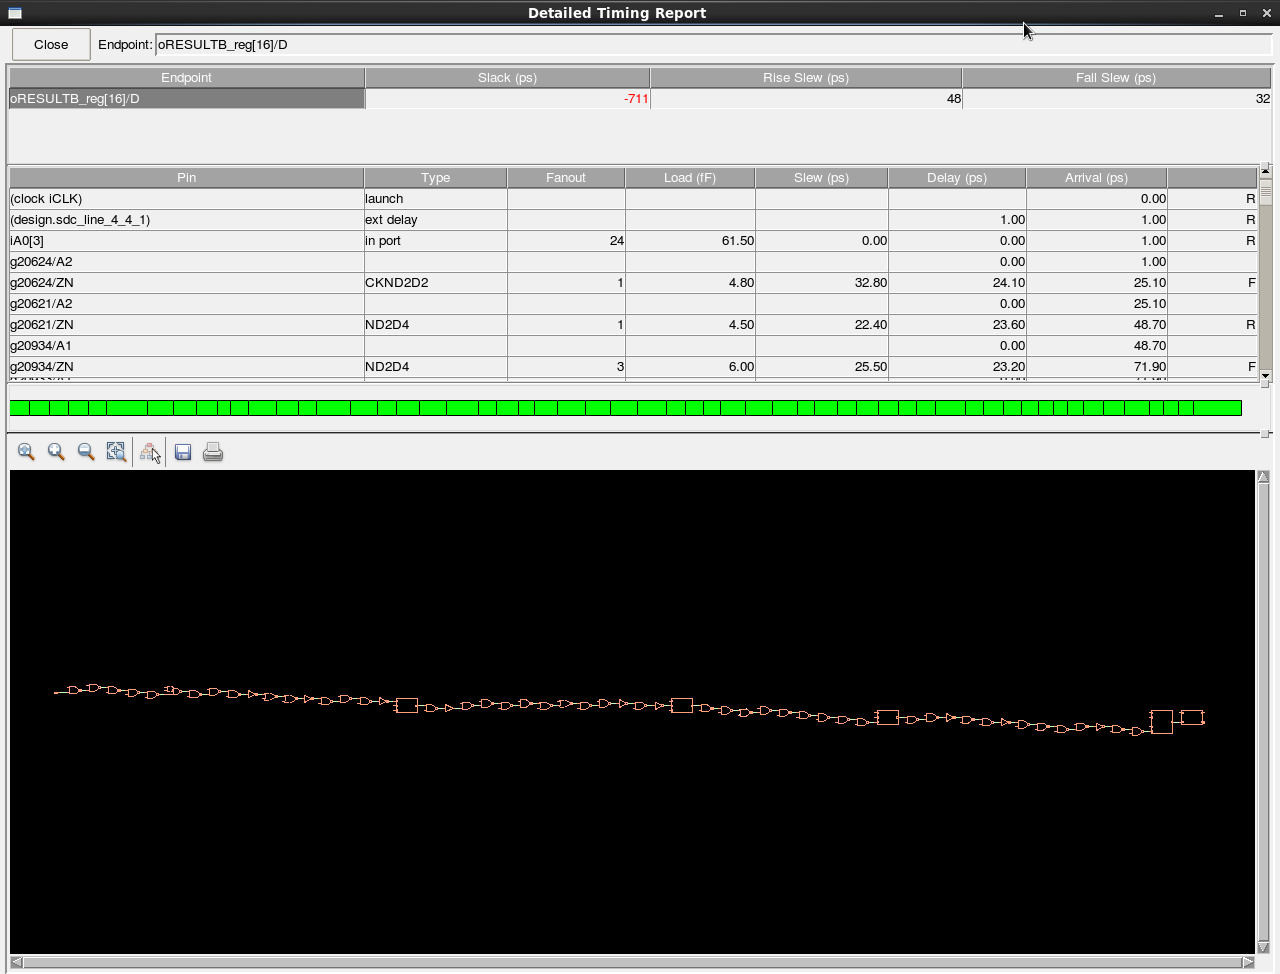 Detailed Timing Report
Close Endpoint: oRESULTB_reg[16]/D
Endpoint Slack (ps) Rise Slew (ps) Fall Slew (ps)
oRESULTB_reg[16]/D -711 48 32
Pin Type Fanout Load (fF) Slew (ps) Delay (ps) Arrival (ps)
(clock iCLK) launch 0.00 R
(design.sdc_line_4_4_1) ext delay 1.00 1.00 R
iA0[3] in port 24 61.50 0.00 0.00 1.00 R
g20624/A2 0.00 1.00
g20624/ZN CKND2D2 1 4.80 32.80 24.10 25.10 F
g20621/A2 0.00 25.10
g20621/ZN ND2D4 1 4.50 22.40 23.60 48.70 R
g20934/A1 0.00 48.70
g20934/ZN ND2D4 3 6.00 25.50 23.20 71.90 F